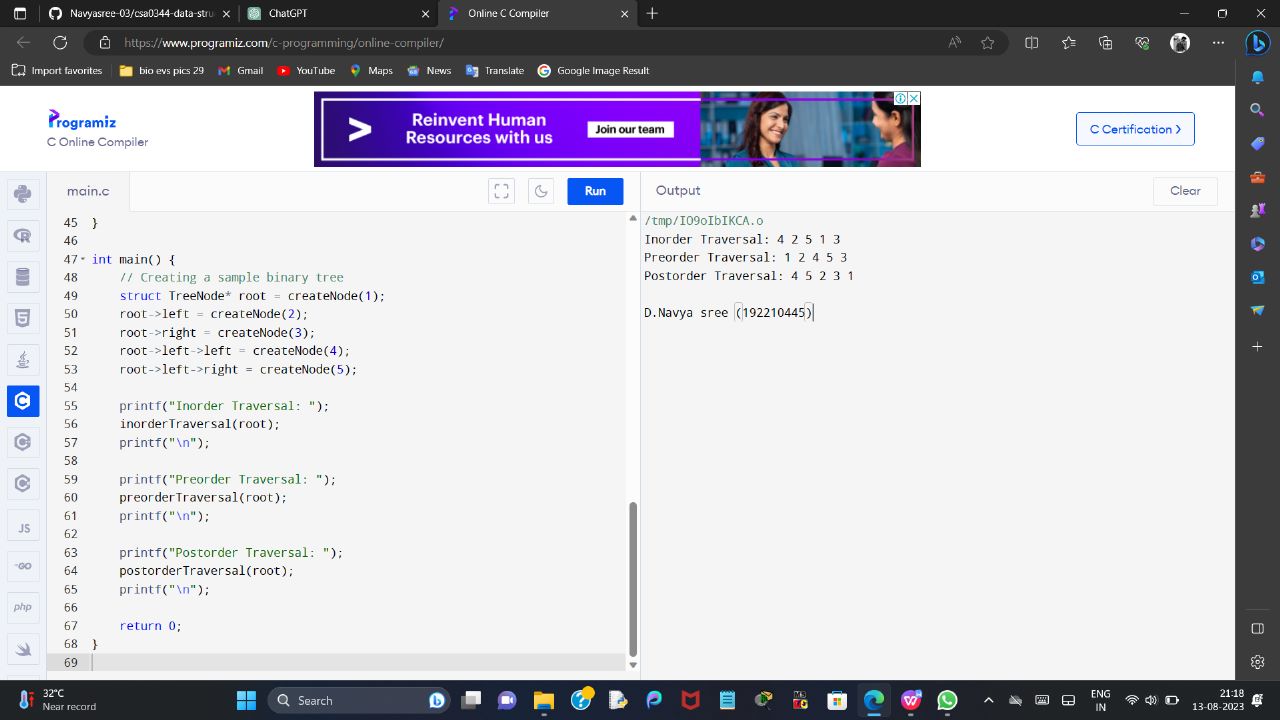 Navyasree-03/csa0344-data-stru
ChatGPT
Online C Compiler
https://www.programiz.com/c-programming/online-compiler/
Import favorites
bio evs pics 29
Gmail
YouTube
Maps
News
Translate
Google Image Result
Programiz
C Online Compiler
Reinvent Human
Resources with us
Join our team
C Certification
main.c
Run
Output
Clear
45 }
46
47 int main() {
48 // Creating a sample binary tree
49 struct TreeNode* root = createNode(1);
50 root->left = createNode(2);
51 root->right = createNode(3);
52 root->left->left = createNode(4);
53 root->left->right = createNode(5);
54
55 printf("Inorder Traversal: ");
56 inorderTraversal(root);
57 printf("\n");
58
59 printf("Preorder Traversal: ");
60 preorderTraversal(root);
61 printf("\n");
62
63 printf("Postorder Traversal: ");
64 postorderTraversal(root);
65 printf("\n");
66
67 return 0;
68 }
69
/tmp/IO9oIbIKCA.o
Inorder Traversal: 4 2 5 1 3
Preorder Traversal: 1 2 4 5 3
Postorder Traversal: 4 5 2 3 1
D.Navya sree (192210445)
JS
GO
php
32°C
Near record
Search
ENG
IN
21:18
13-08-2023